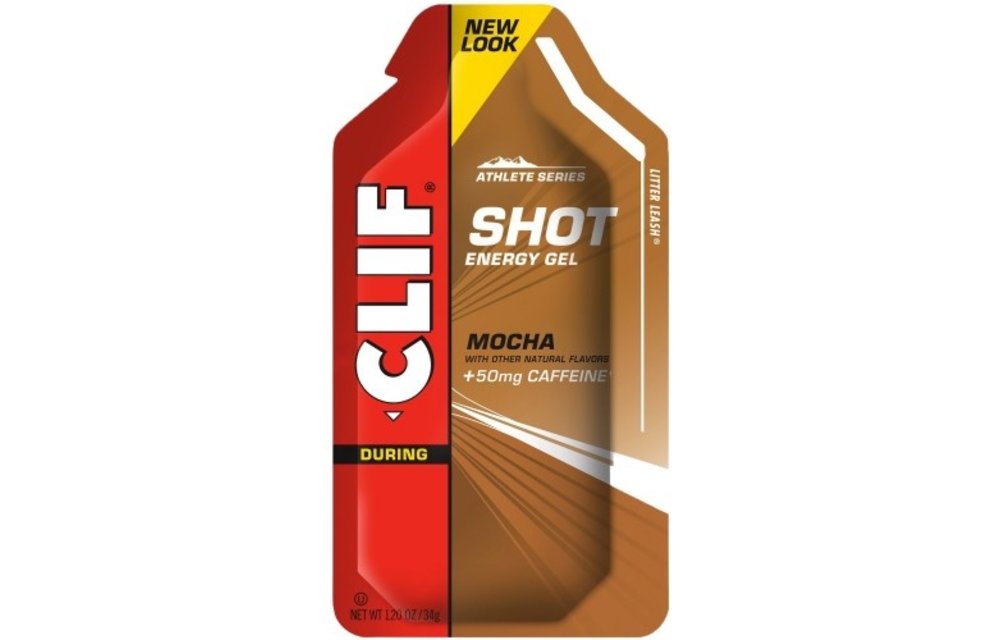 NEW
LOOK
ATHLETE SERIES
SHOT
ENERGY GEL
MOCHA
WITH OTHER NATURAL FLAVORS
+50mg CAFFEINE
LITTER LEASH®
CLIF®
DURING
U
NET WT 1.20 OZ/34g